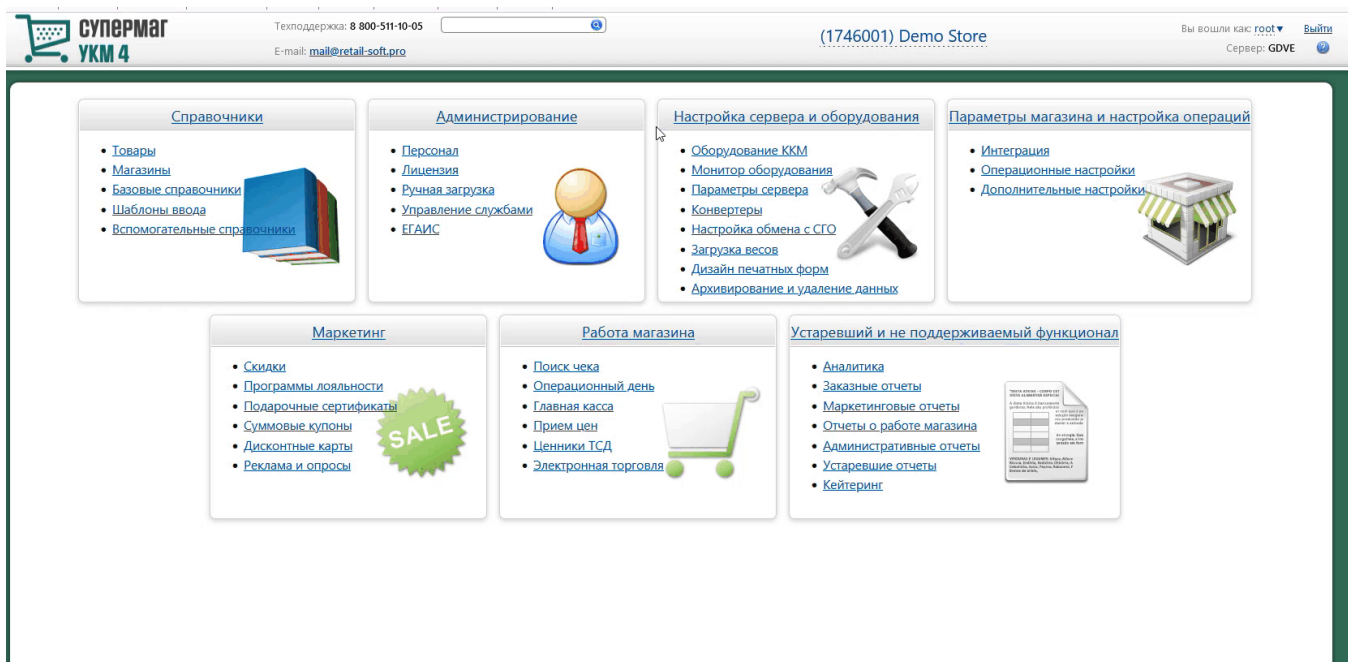 СУПЕРМАГ
УКМ 4
Техподдержка: 8 800-511-10-05
E-mail: mail@retail-soft.pro
(1746001) Demo Store
Вы вошли как: root▼ Выйти
Сервер: GDVE ?
Справочники
• Товары
• Магазины
• Базовые справочники
• Шаблоны ввода
• Вспомогательные справочники
Администрирование
• Персонал
• Лицензия
• Ручная загрузка
• Управление службами
• ЕГАИС
Настройка сервера и оборудования
• Оборудование ККМ
• Монитор оборудования
• Параметры сервера
• Конвертеры
• Настройка обмена с СГО
• Загрузка весов
• Дизайн печатных форм
• Архивирование и удаление данных
Параметры магазина и настройка операций
• Интеграция
• Операционные настройки
• Дополнительные настройки
Маркетинг
• Скидки
• Программы лояльности
• Подарочные сертификаты
• Суммовые купоны
• Дисконтные карты
• Реклама и опросы
SALE
Работа магазина
• Поиск чека
• Операционный день
• Главная касса
• Прием цен
• Ценники ТСД
• Электронная торговля
Устаревший и не поддерживаемый функционал
• Аналитика
• Заказные отчеты
• Маркетинговые отчеты
• Отчеты о работе магазина
• Административные отчеты
• Устаревшие отчеты
• Кейтеринг